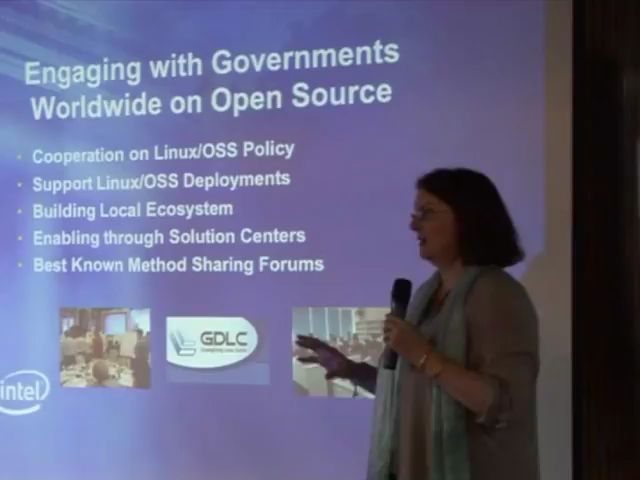 Engaging with Governments
Worldwide on Open Source
Cooperation on Linux/OSS Policy
Support Linux/OSS Deployments
Building Local Ecosystem
Enabling through Solution Centers
Best Known Method Sharing Forums
GDLC
intel